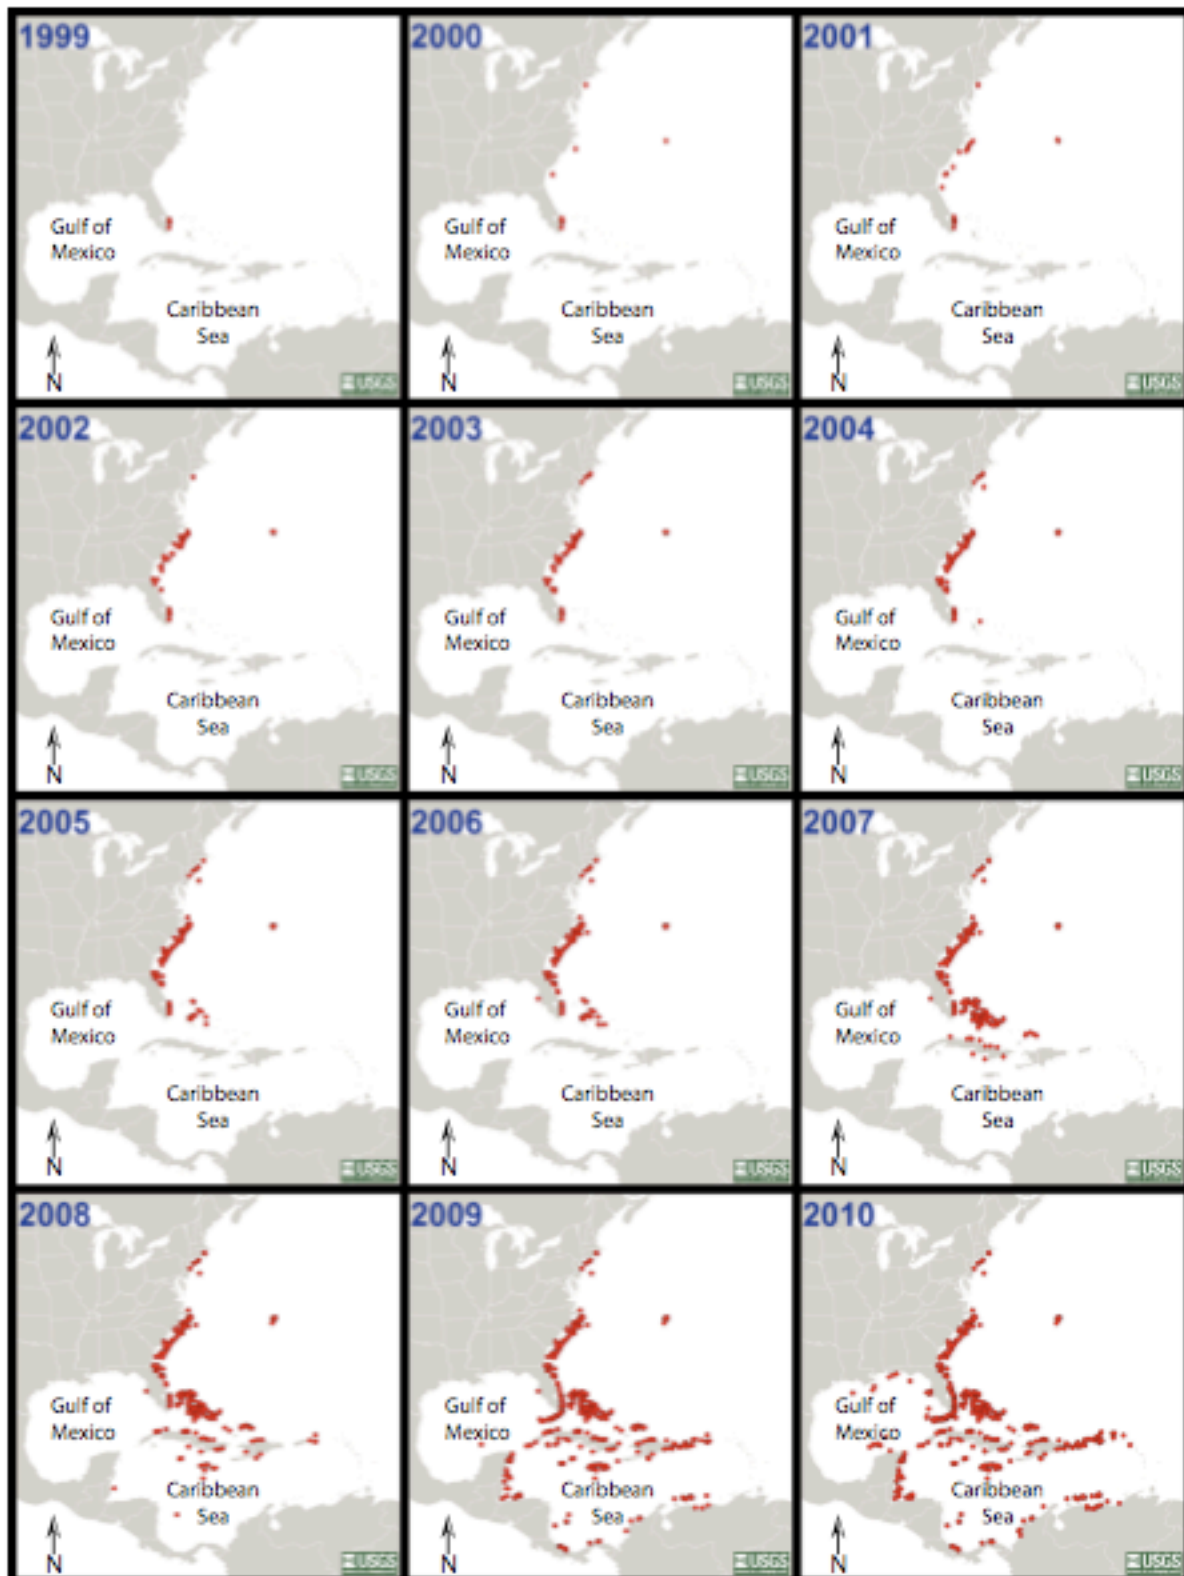 1999
Gulf of
Mexico
Caribbean
Sea
N
USGS
2000
Gulf of
Mexico
Caribbean
Sea
N
USGS
2001
Gulf of
Mexico
Caribbean
Sea
N
USGS
2002
Gulf of
Mexico
Caribbean
Sea
N
USGS
2003
Gulf of
Mexico
Caribbean
Sea
N
USGS
2004
Gulf of
Mexico
Caribbean
Sea
N
USGS
2005
Gulf of
Mexico
Caribbean
Sea
N
USGS
2006
Gulf of
Mexico
Caribbean
Sea
N
USGS
2007
Gulf of
Mexico
Caribbean
Sea
N
USGS
2008
Gulf of
Mexico
Caribbean
Sea
N
USGS
2009
Gulf of
Mexico
Caribbean
Sea
N
USGS
2010
Gulf of
Mexico
Caribbean
Sea
N
USGS